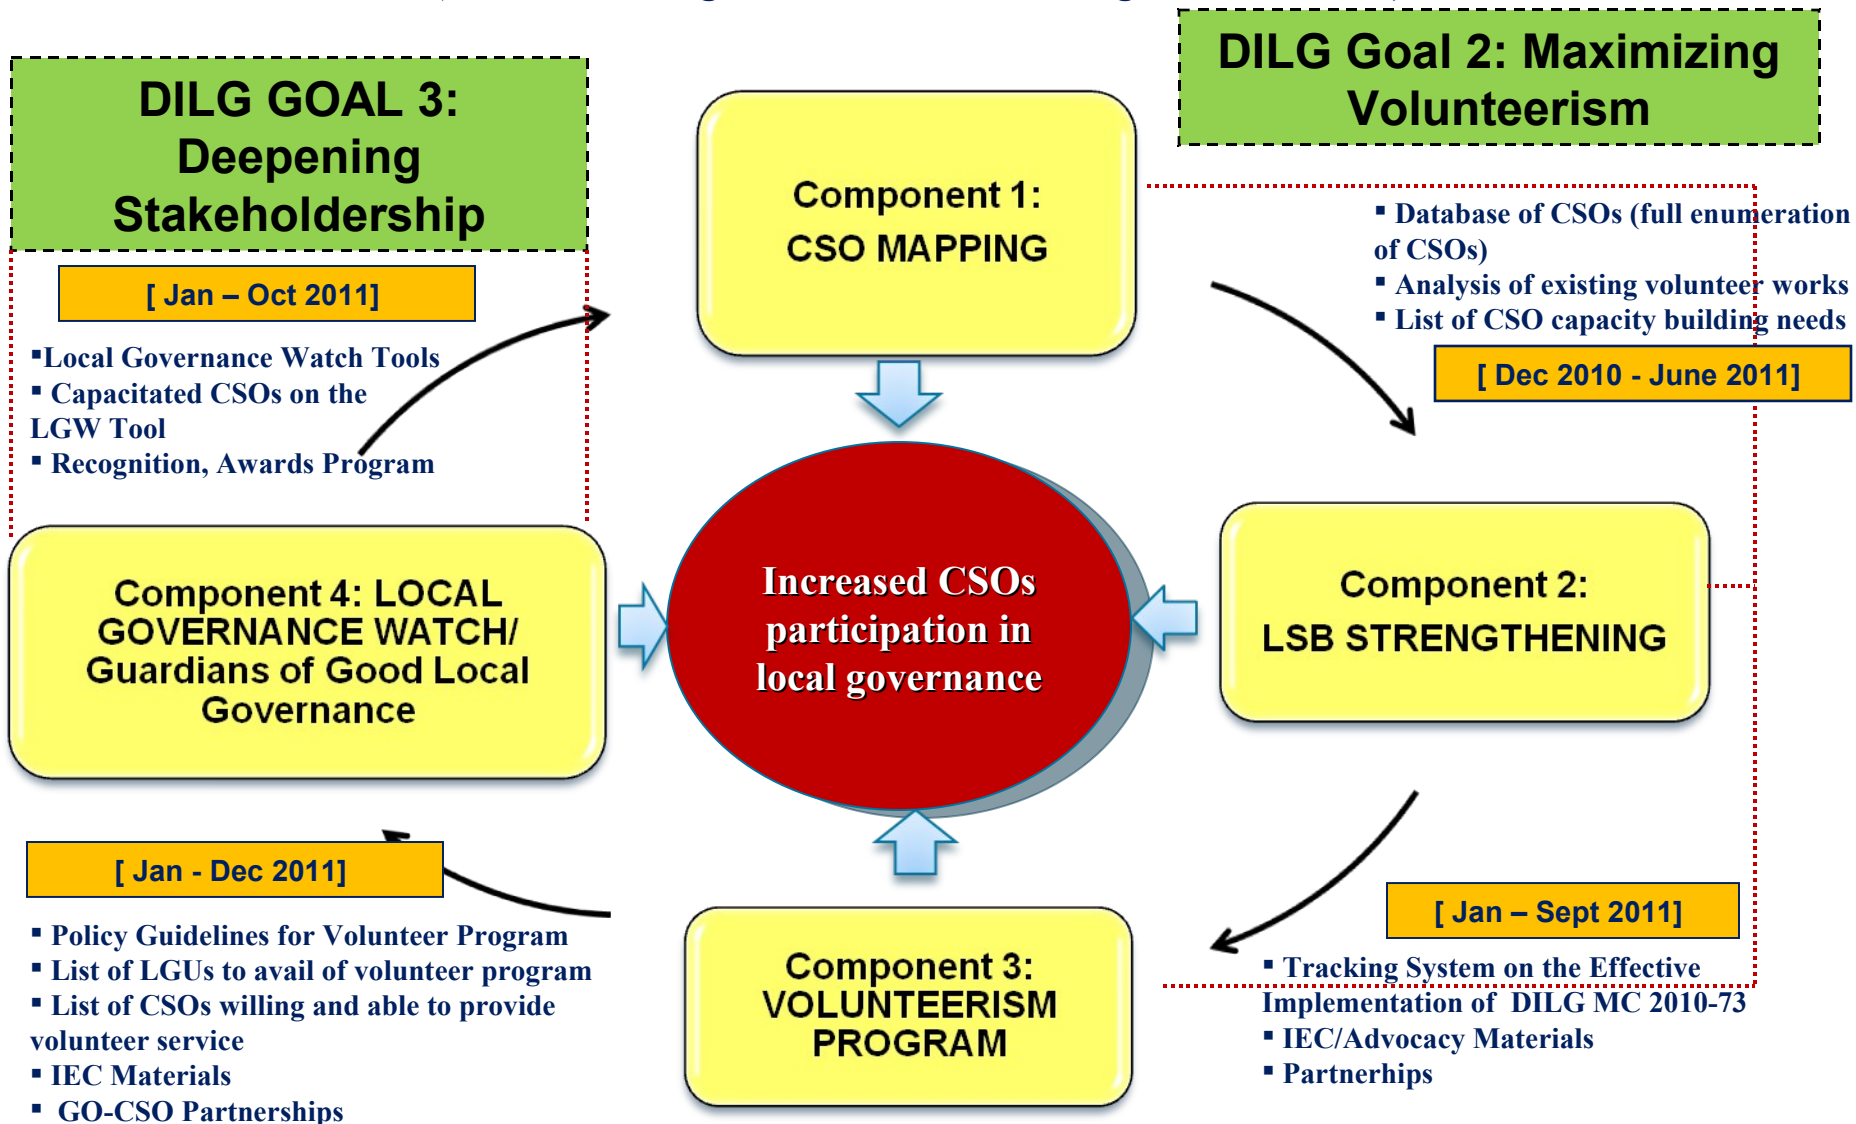 DILG GOAL 3:
Deepening
Stakeholdership
DILG Goal 2: Maximizing
Volunteerism
Component 1:
CSO MAPPING
▪ Database of CSOs (full enumeration
of CSOs)
▪ Analysis of existing volunteer works
▪ List of CSO capacity building needs
[ Dec 2010 - June 2011]
[ Jan – Oct 2011]
▪Local Governance Watch Tools
▪ Capacitated CSOs on the
LGW Tool
▪ Recognition, Awards Program
Component 4: LOCAL
GOVERNANCE WATCH/
Guardians of Good Local
Governance
Increased CSOs
participation in
local governance
Component 2:
LSB STRENGTHENING
[ Jan - Dec 2011]
▪ Policy Guidelines for Volunteer Program
▪ List of LGUs to avail of volunteer program
▪ List of CSOs willing and able to provide
volunteer service
▪ IEC Materials
▪ GO-CSO Partnerships
Component 3:
VOLUNTEERISM
PROGRAM
[ Jan – Sept 2011]
▪ Tracking System on the Effective
Implementation of  DILG MC 2010-73
▪ IEC/Advocacy Materials
▪ Partnerhips